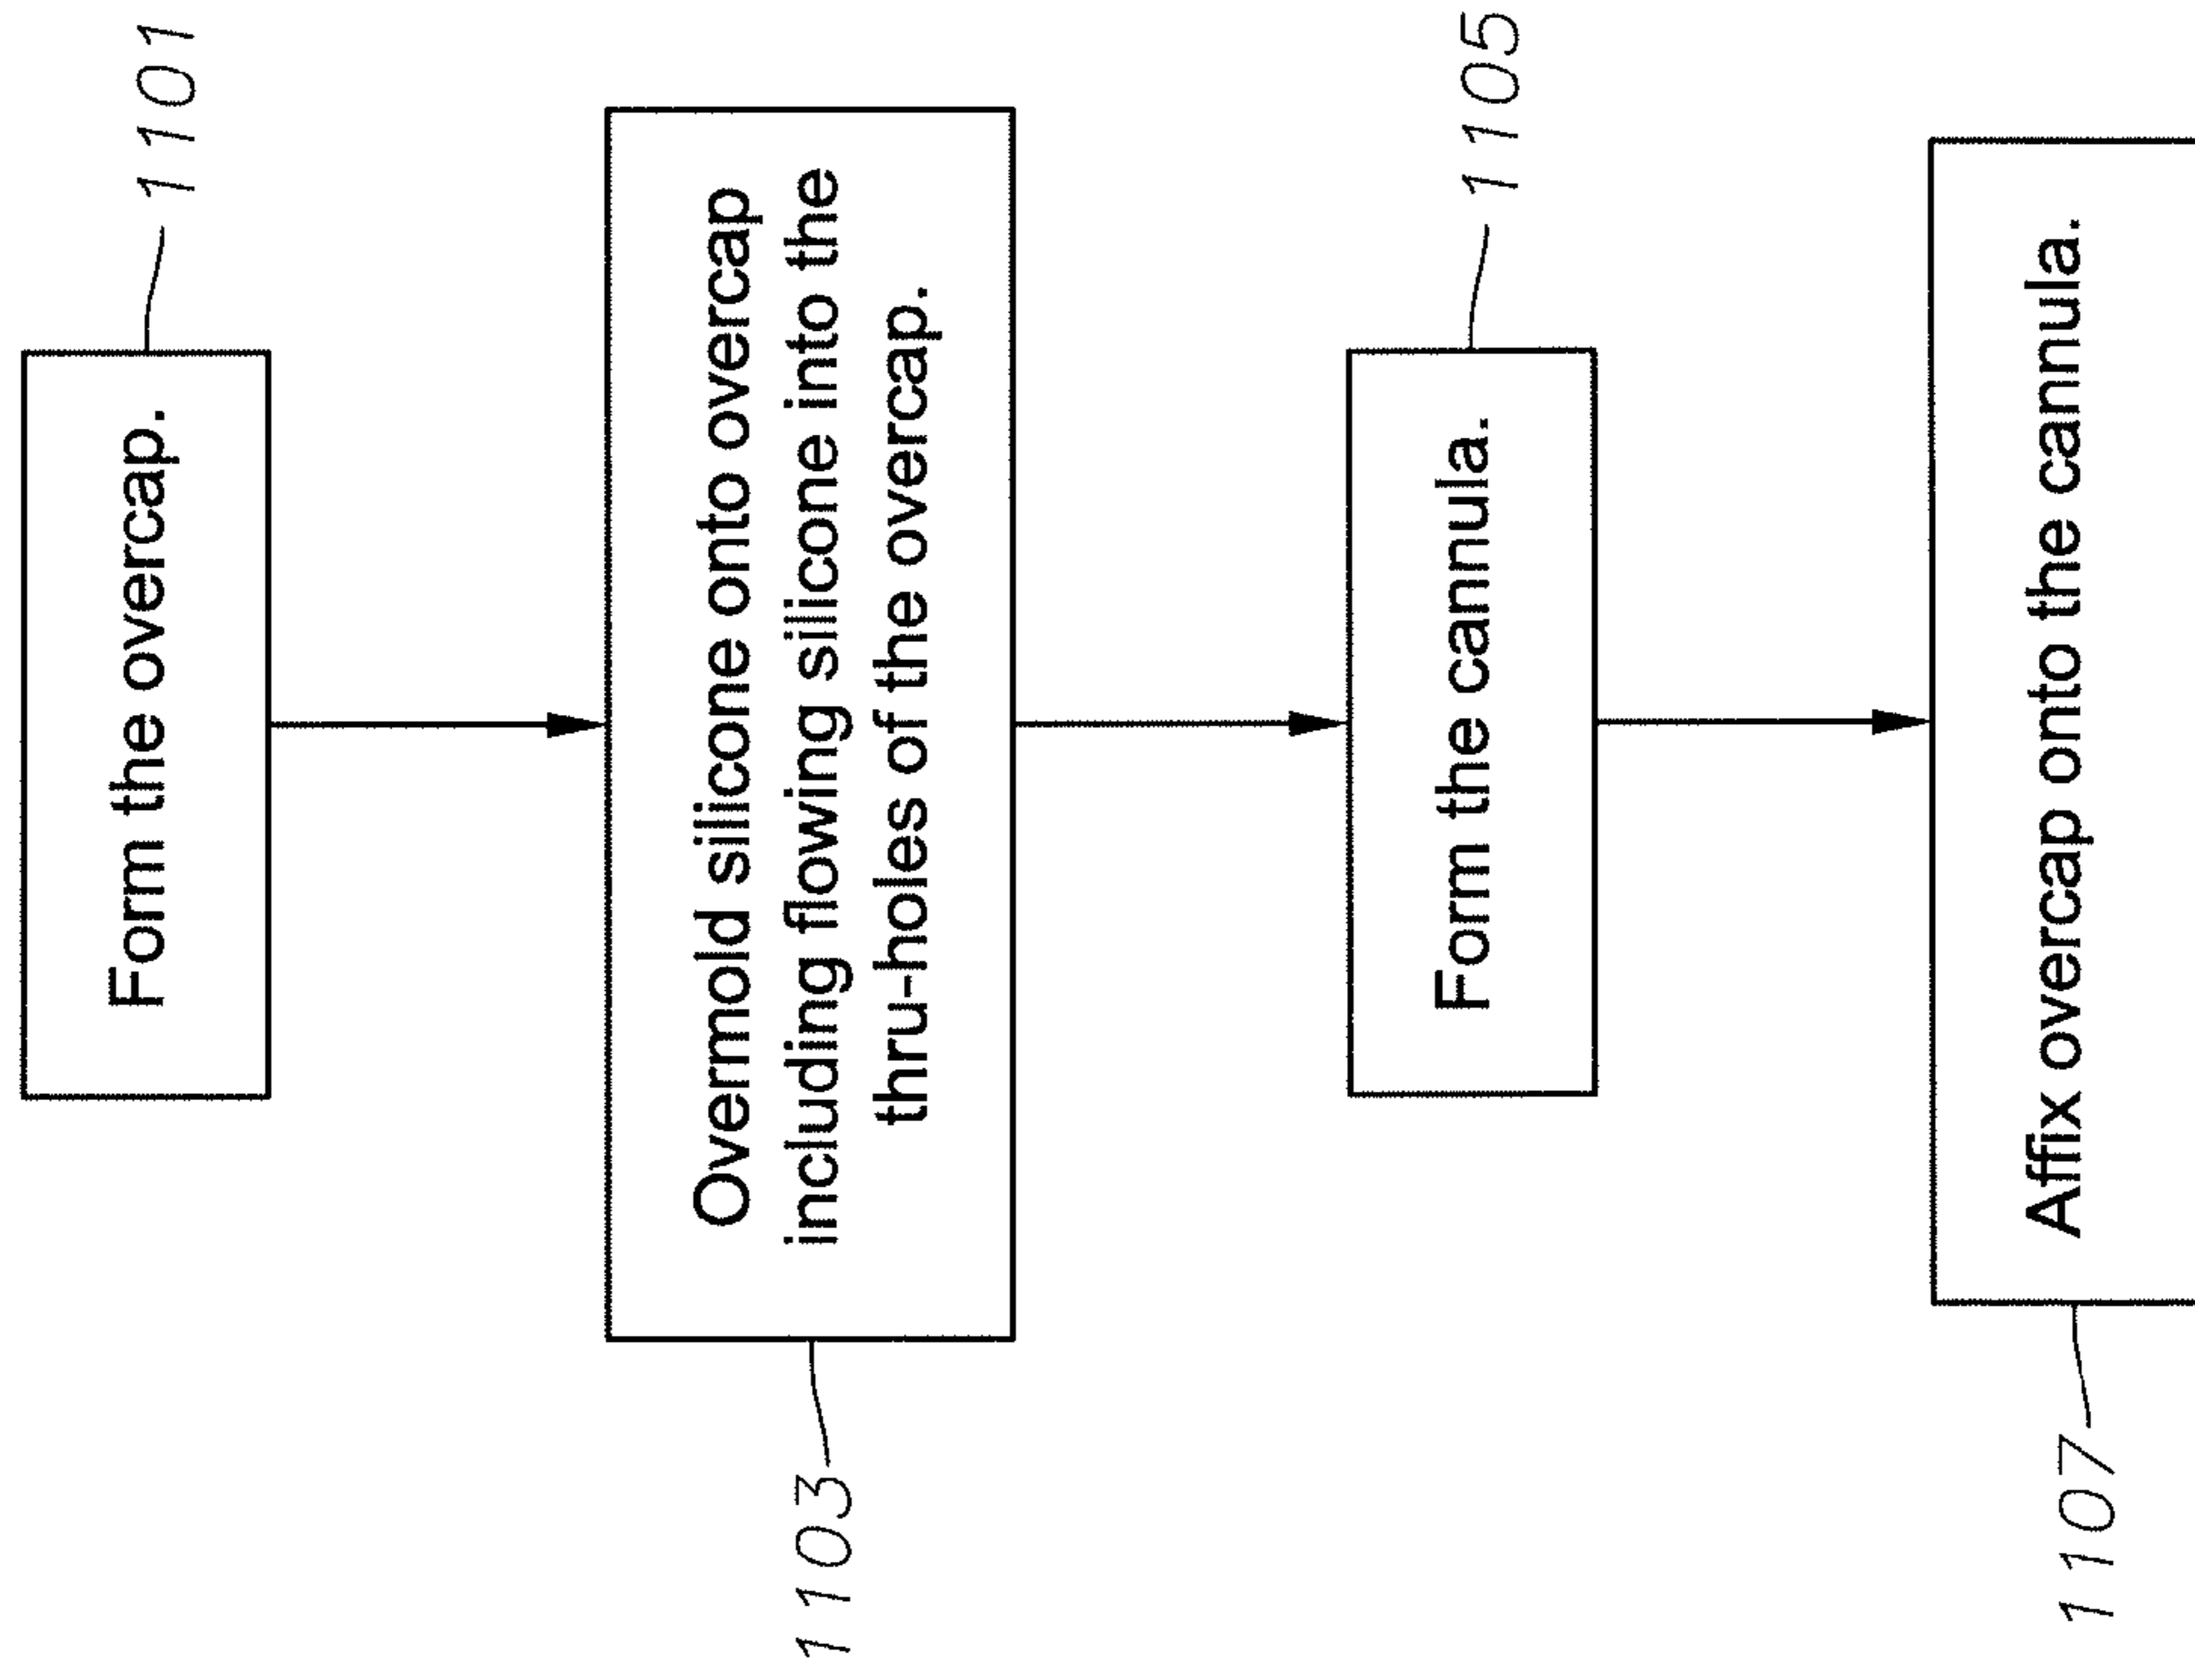 Form the overcap.
1101
Overmold silicone onto overcap
including flowing silicone into the
thru-holes of the overcap.
1103
Form the cannula.
1105
Affix overcap onto the cannula.
1107